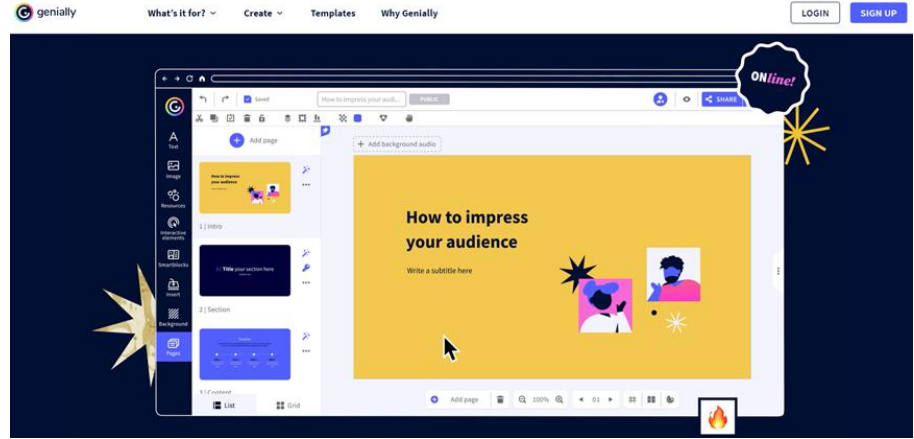 genially
What's it for?
Create
Templates
Why Genially
LOGIN
SIGN UP
ONline!
Saved
How to impress your audi...
PUBLIC
SHARE
Text
Image
Resources
Interactive elements
Smartblocks
Insert
Background
Pages
Add page
How to impress
your audience
1 | Intro
Title your section here
2 | Section
3 | Content
List
Grid
+ Add background audio
How to impress
your audience
Write a subtitle here
Add page
100%
01